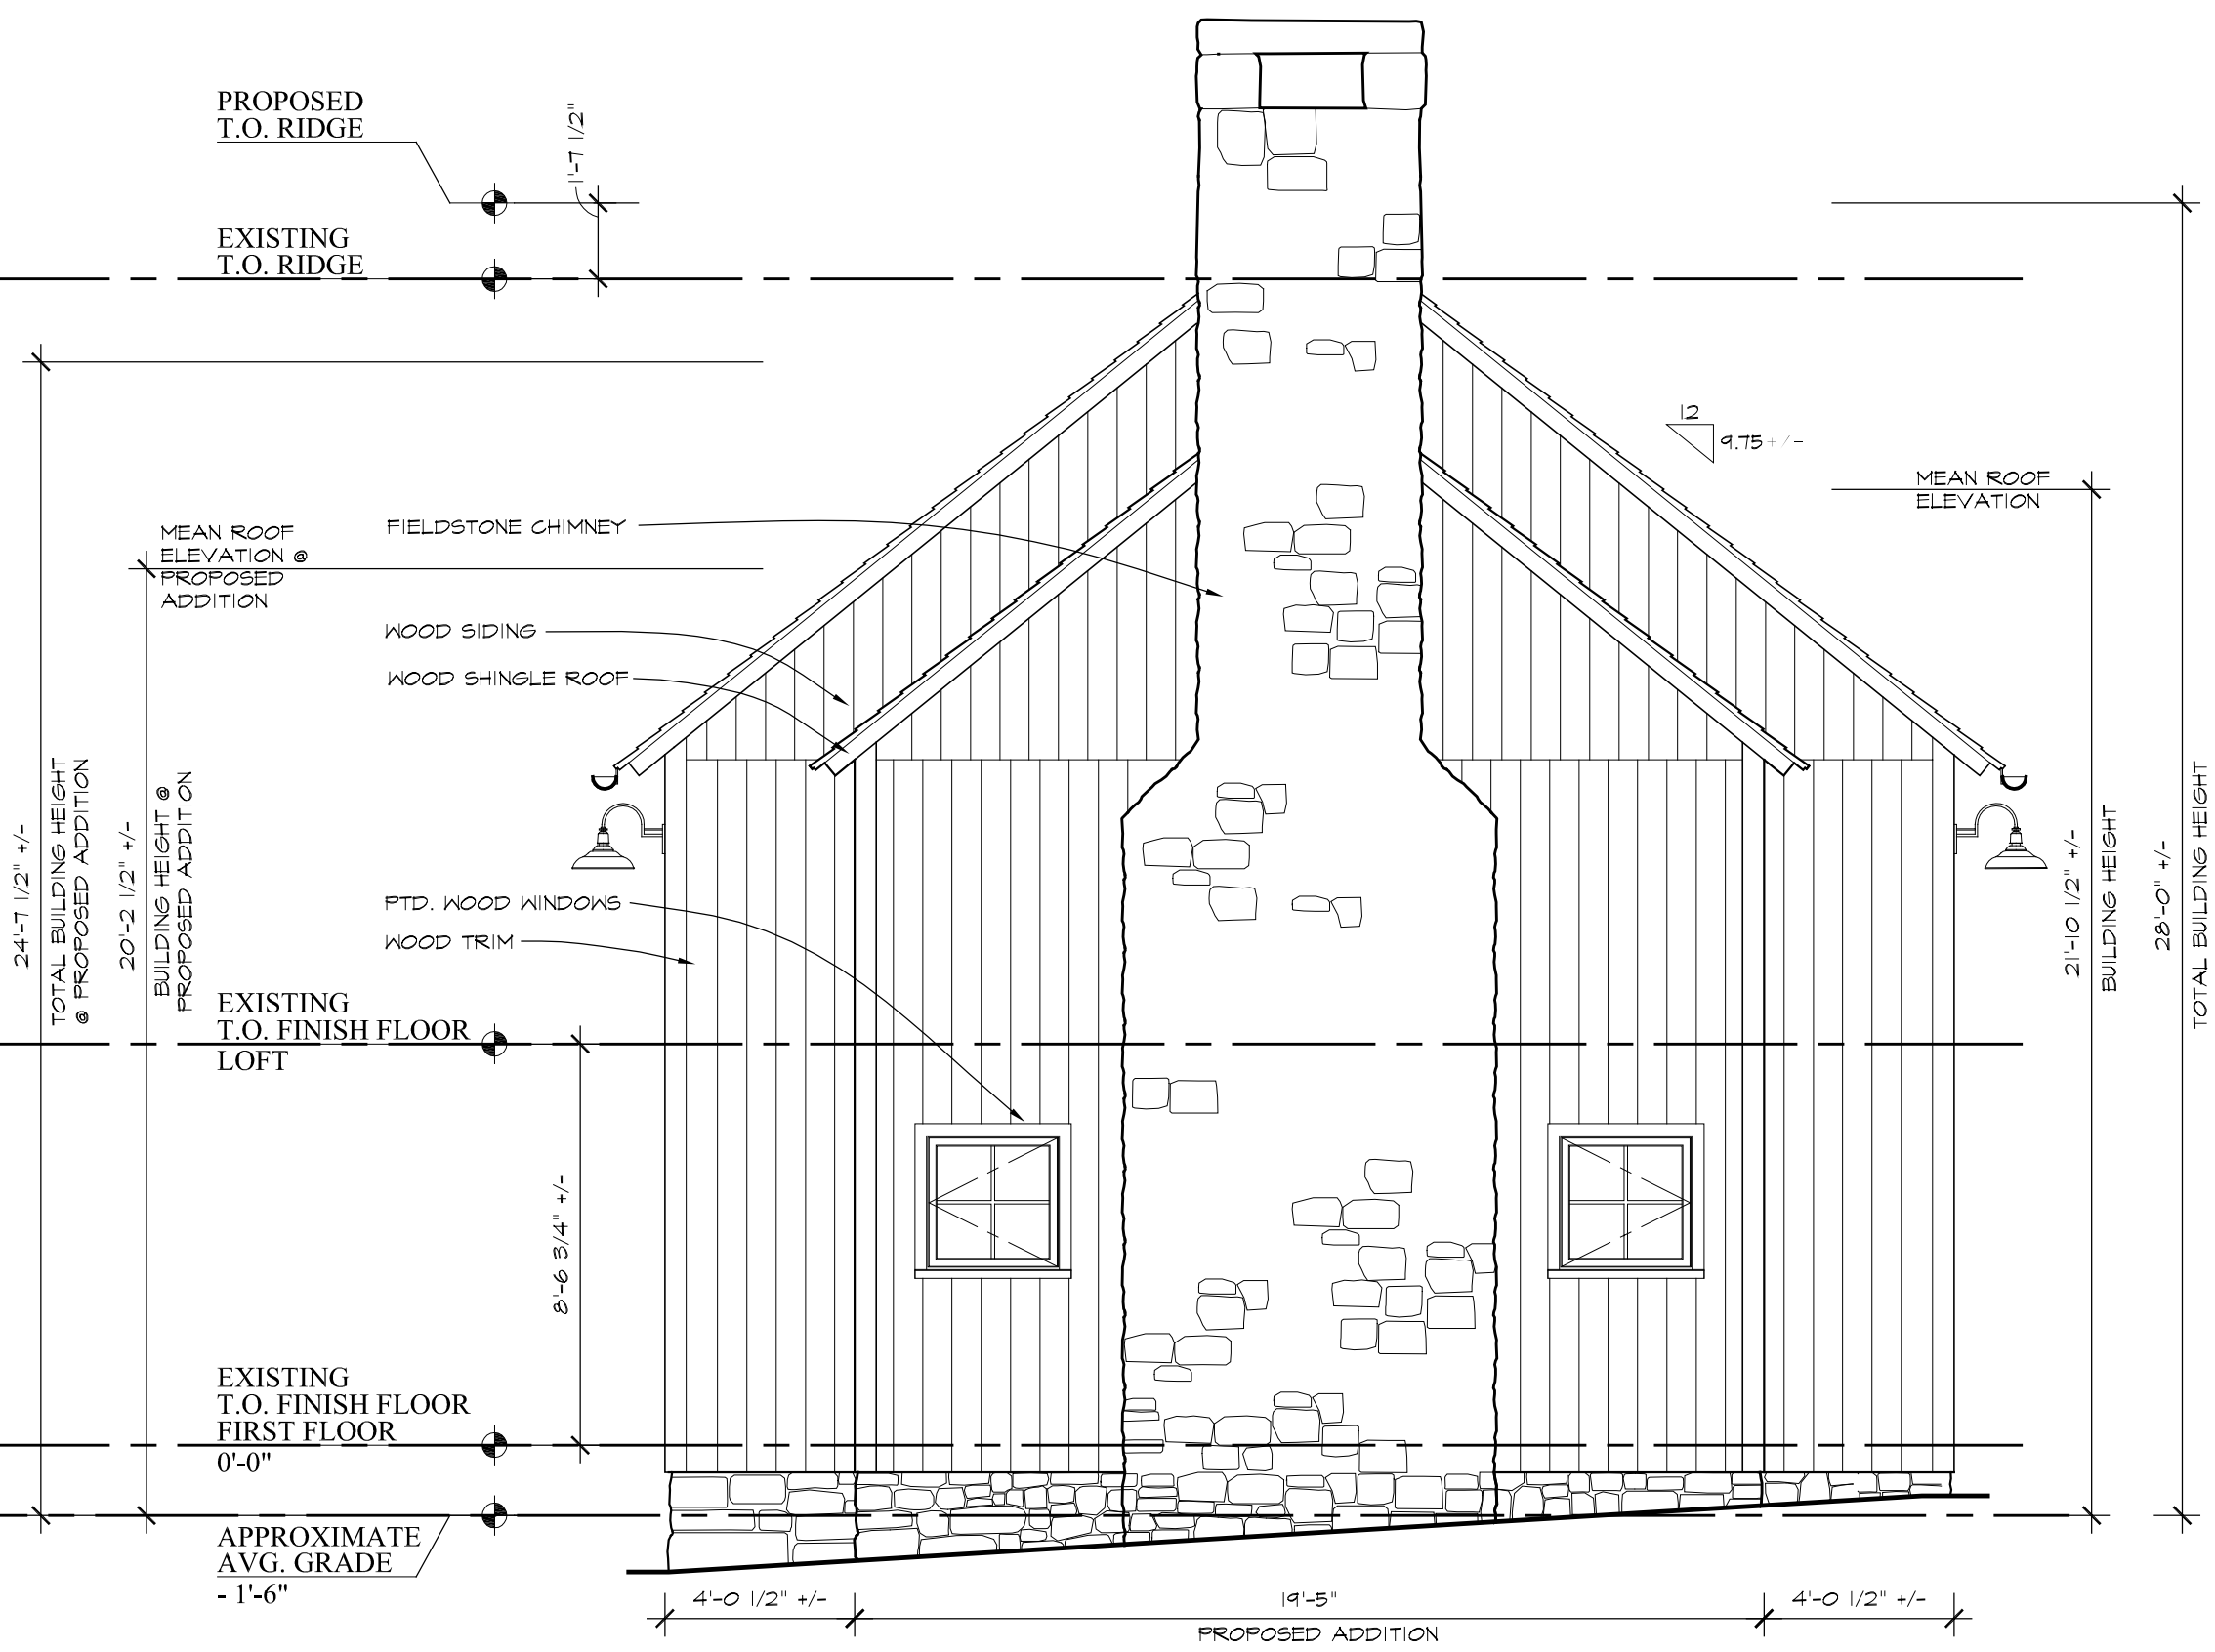 PROPOSED
T.O. RIDGE
1'-7 1/2"
EXISTING
T.O. RIDGE
12
9.75+/-
MEAN ROOF
ELEVATION
MEAN ROOF
ELEVATION @
PROPOSED
ADDITION
FIELDSTONE CHIMNEY
WOOD SIDING
WOOD SHINGLE ROOF
24'-7 1/2" +/-
TOTAL BUILDING HEIGHT
@ PROPOSED ADDITION
20'-2 1/2" +/-
BUILDING HEIGHT @
PROPOSED ADDITION
21'-10 1/2" +/-
BUILDING HEIGHT
28'-0" +/-
TOTAL BUILDING HEIGHT
PTD. WOOD WINDOWS
WOOD TRIM
EXISTING
T.O. FINISH FLOOR
LOFT
8'-6 3/4" +/-
EXISTING
T.O. FINISH FLOOR
FIRST FLOOR
0'-0"
APPROXIMATE
AVG. GRADE
- 1'-6"
4'-0 1/2" +/-
19'-5"
4'-0 1/2" +/-
PROPOSED ADDITION